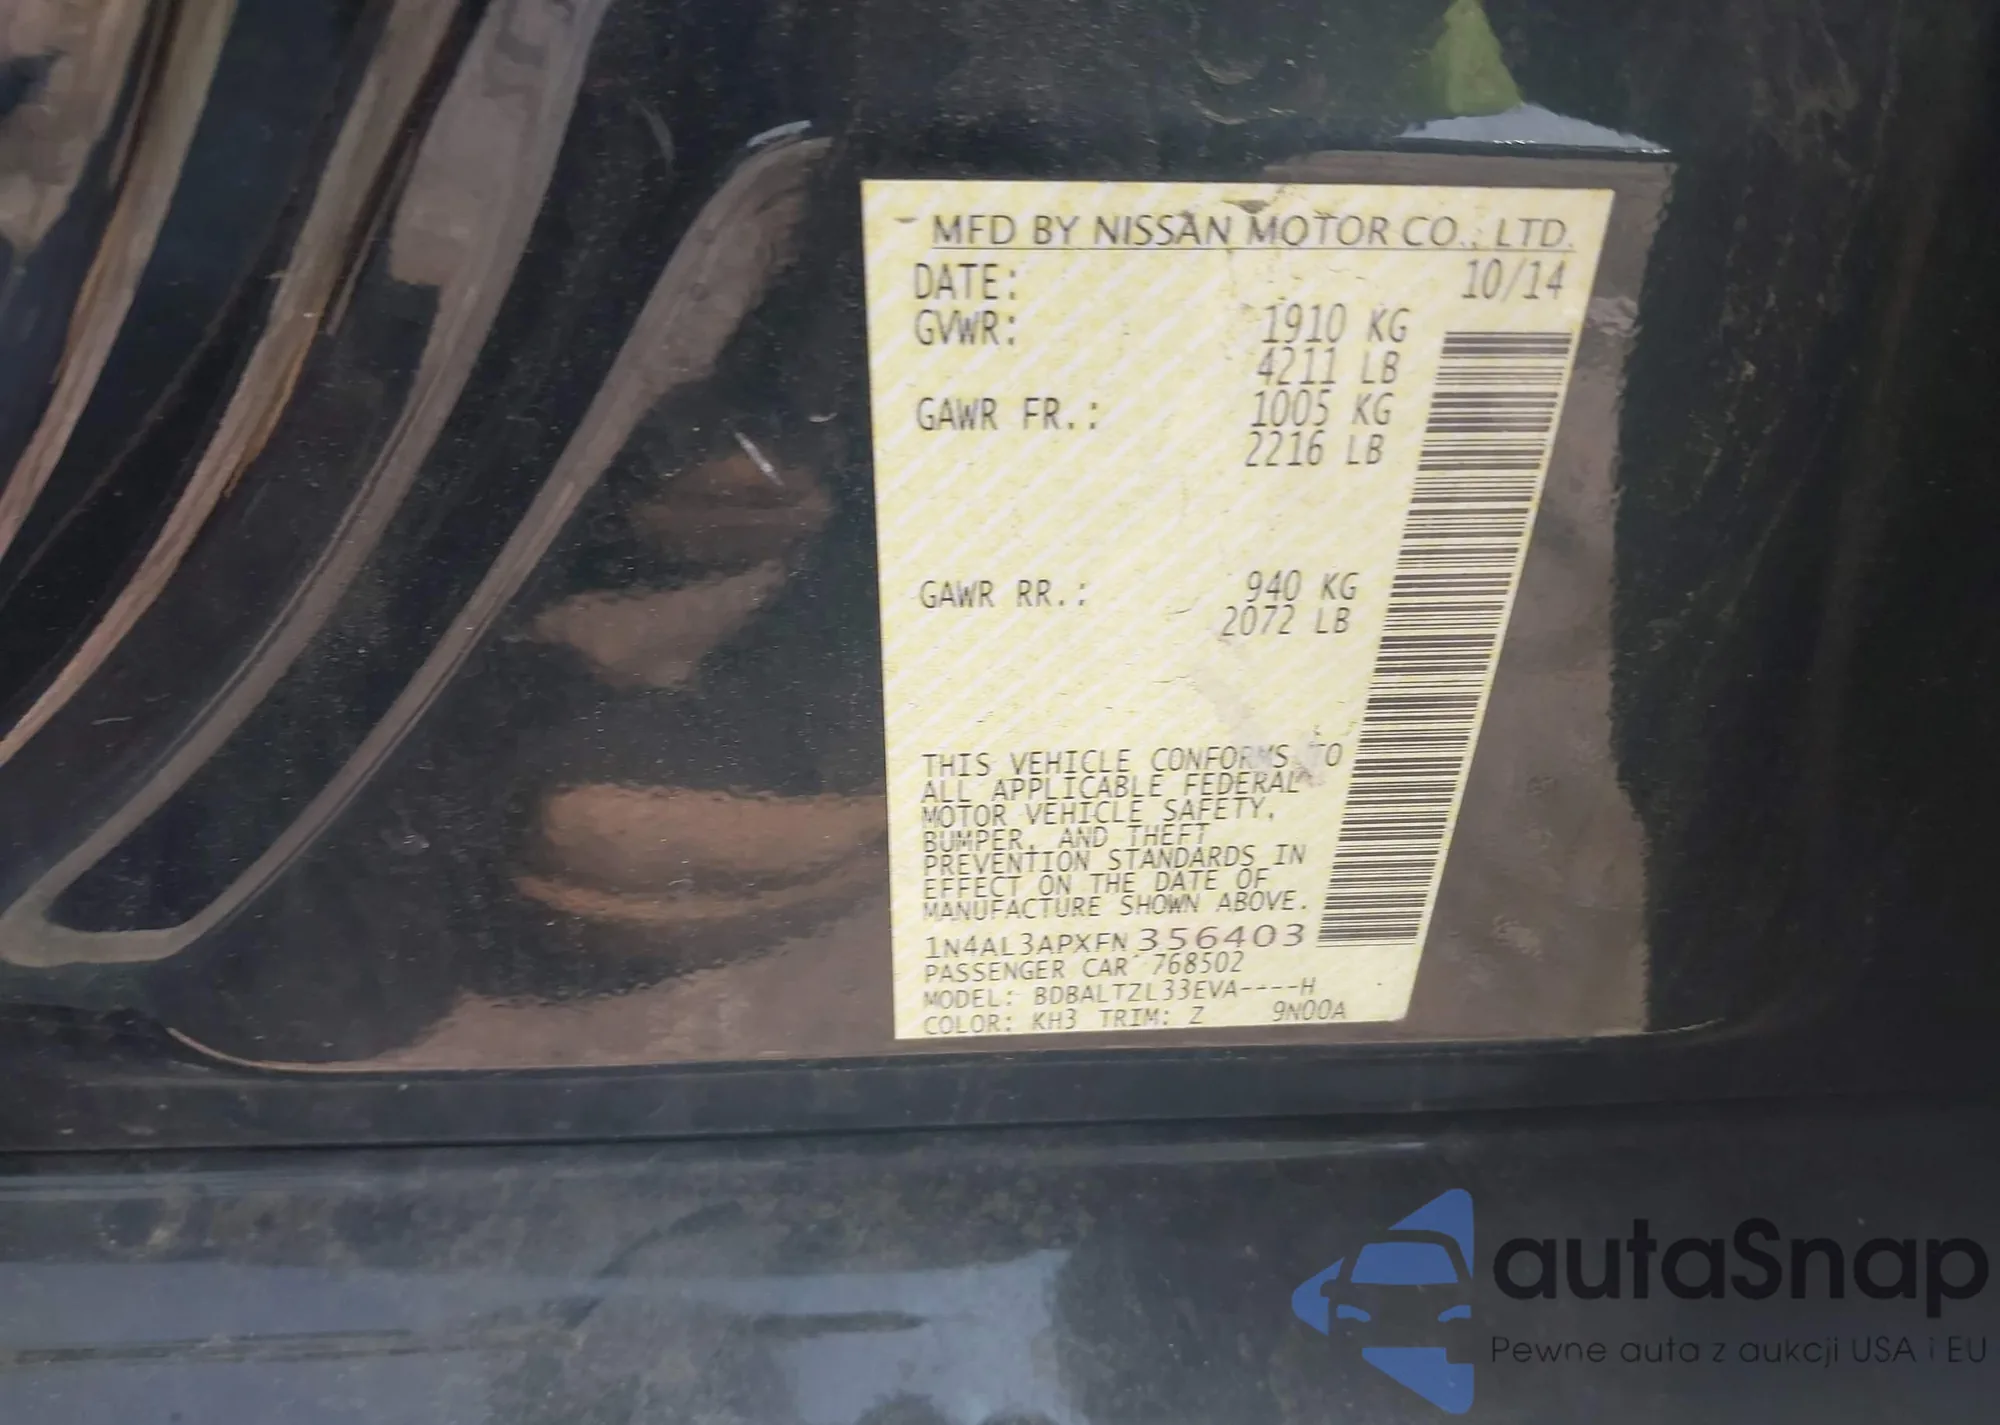 MFD BY NISSAN MOTOR CO., LTD.
DATE: 10/14
GVWR: 1910 KG
4211 LB
GAWR FR.: 1005 KG
2216 LB
GAWR RR.: 940 KG
2072 LB
THIS VEHICLE CONFORMS TO
ALL APPLICABLE FEDERAL
MOTOR VEHICLE SAFETY,
BUMPER, AND THEFT
PREVENTION STANDARDS IN
EFFECT ON THE DATE OF
MANUFACTURE SHOWN ABOVE.
1N4AL3APXFN356403
PASSENGER CAR 768502
MODEL: BDBALTZL33EVA----H
COLOR: KH3 TRIM: Z 9N00A
autaSnap
Pewne auta z aukcji USA i EU